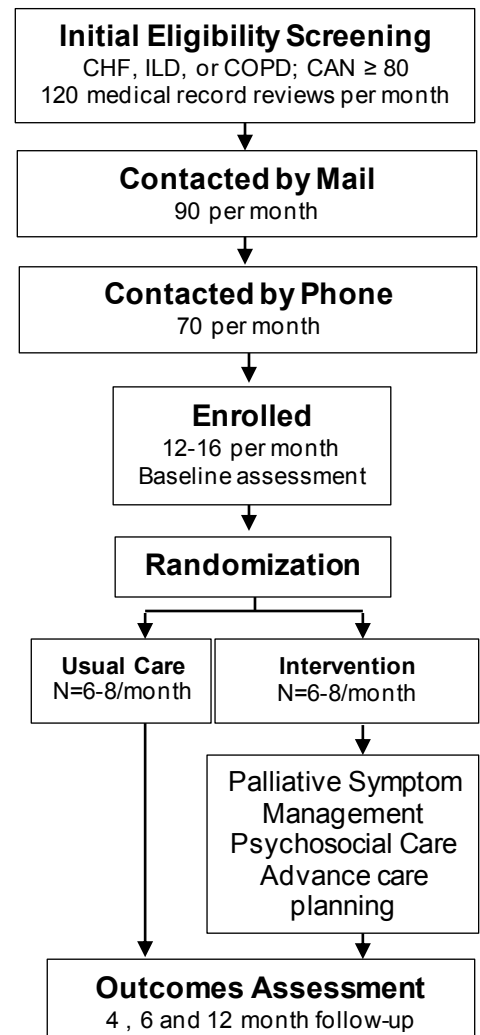 Initial Eligibility Screening
CHF, ILD, or COPD; CAN ≥ 80
120 medical record reviews per month
Contacted by Mail
90 per month
Contacted by Phone
70 per month
Enrolled
12-16 per month
Baseline assessment
Randomization
Usual Care
N=6-8/month
Intervention
N=6-8/month
Palliative Symptom
Management
Psychosocial Care
Advance care
planning
Outcomes Assessment
4 , 6 and 12 month follow-up